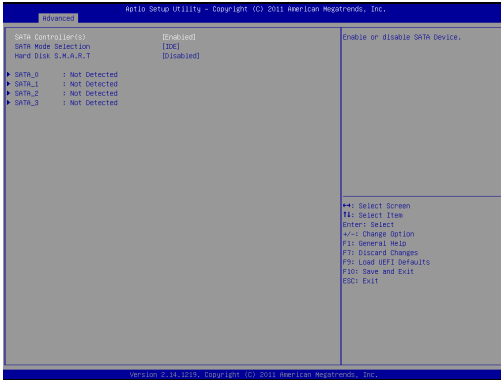 Aptio Setup Utility - Copyright (C) 2011 American Megatrends, Inc.
Advanced
SATA Controller(s) [Enabled]
SATA Mode Selection [IDE]
Hard Disk S.M.A.R.T [Disabled]
SATA_0 : Not Detected
SATA_1 : Not Detected
SATA_2 : Not Detected
SATA_3 : Not Detected
Enable or disable SATA Device.
↔: Select Screen
↑↓: Select Item
Enter: Select
+/-: Change Option
F1: General Help
F7: Discard Changes
F9: Load UEFI Defaults
F10: Save and Exit
ESC: Exit
Version 2.14.1219. Copyright (C) 2011 American Megatrends, Inc.